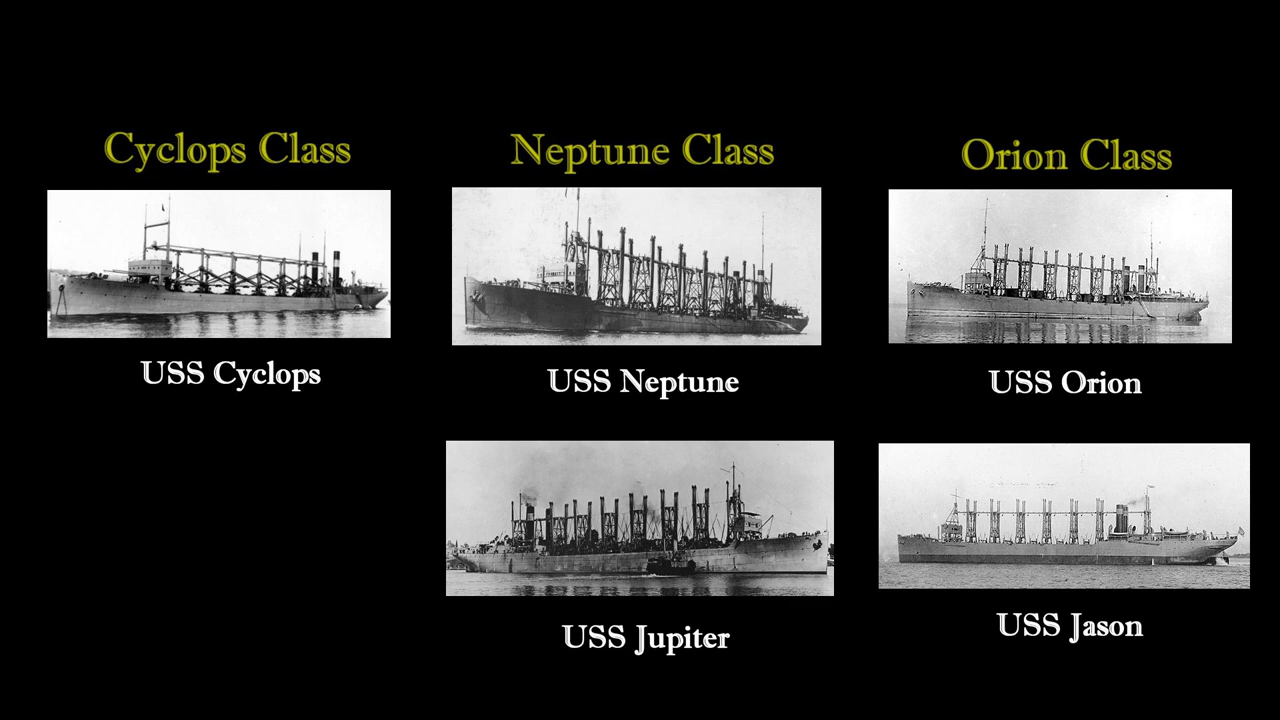 Cyclops Class
Neptune Class
Orion Class
USS Cyclops
USS Neptune
USS Orion
USS Jupiter
USS Jason